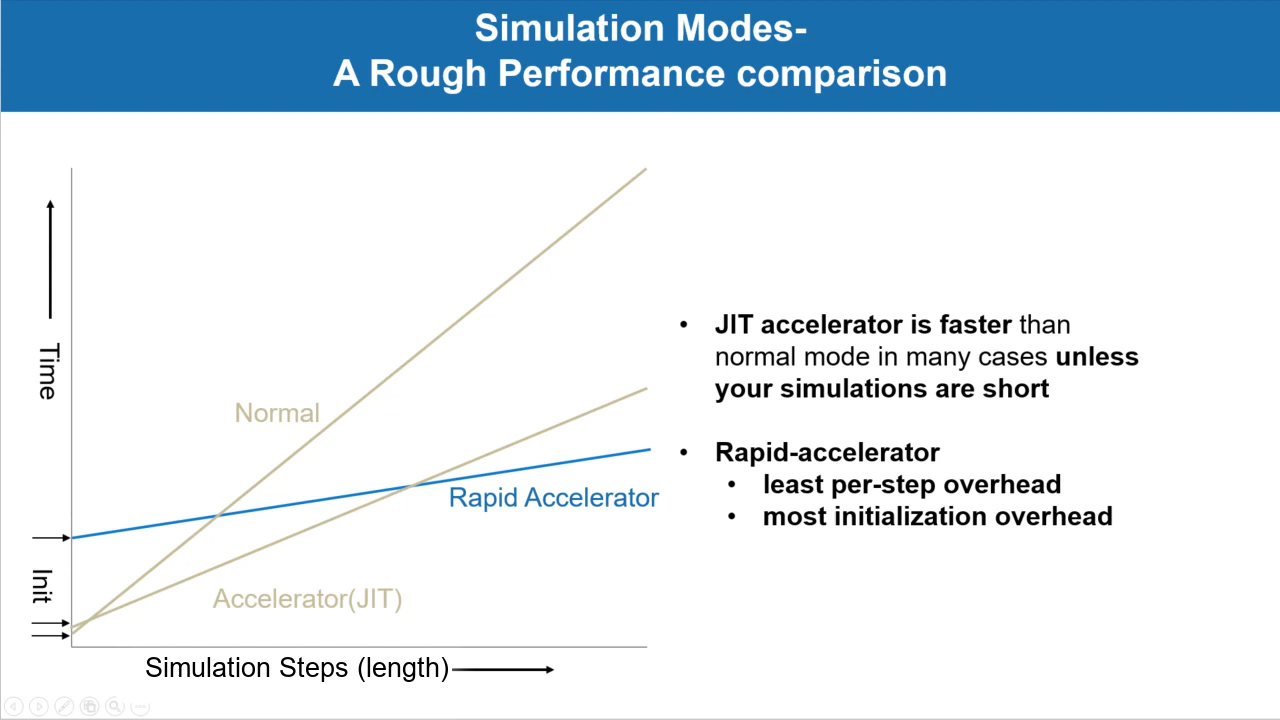 Simulation Modes-
A Rough Performance comparison
Time
Init
Normal
Rapid Accelerator
Accelerator(JIT)
Simulation Steps (length)
• JIT accelerator is faster than
normal mode in many cases unless
your simulations are short
• Rapid-accelerator
• least per-step overhead
• most initialization overhead